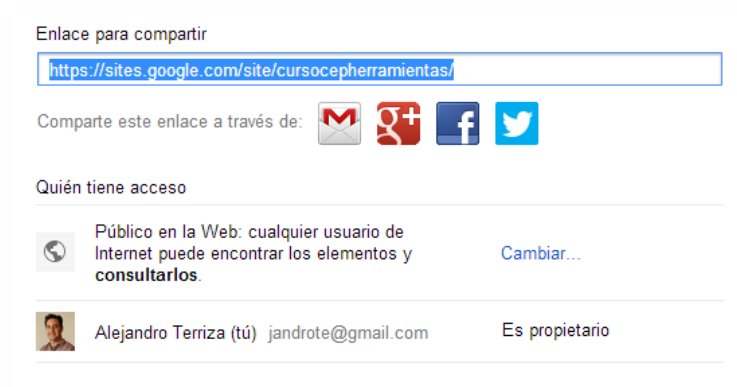 Enlace para compartir
https://sites.google.com/site/cursocepherramientas/
Comparte este enlace a través de:
Quién tiene acceso
Público en la Web: cualquier usuario de
Internet puede encontrar los elementos y
consultarlos.
Cambiar...
Alejandro Terriza (tú) jandrote@gmail.com
Es propietario